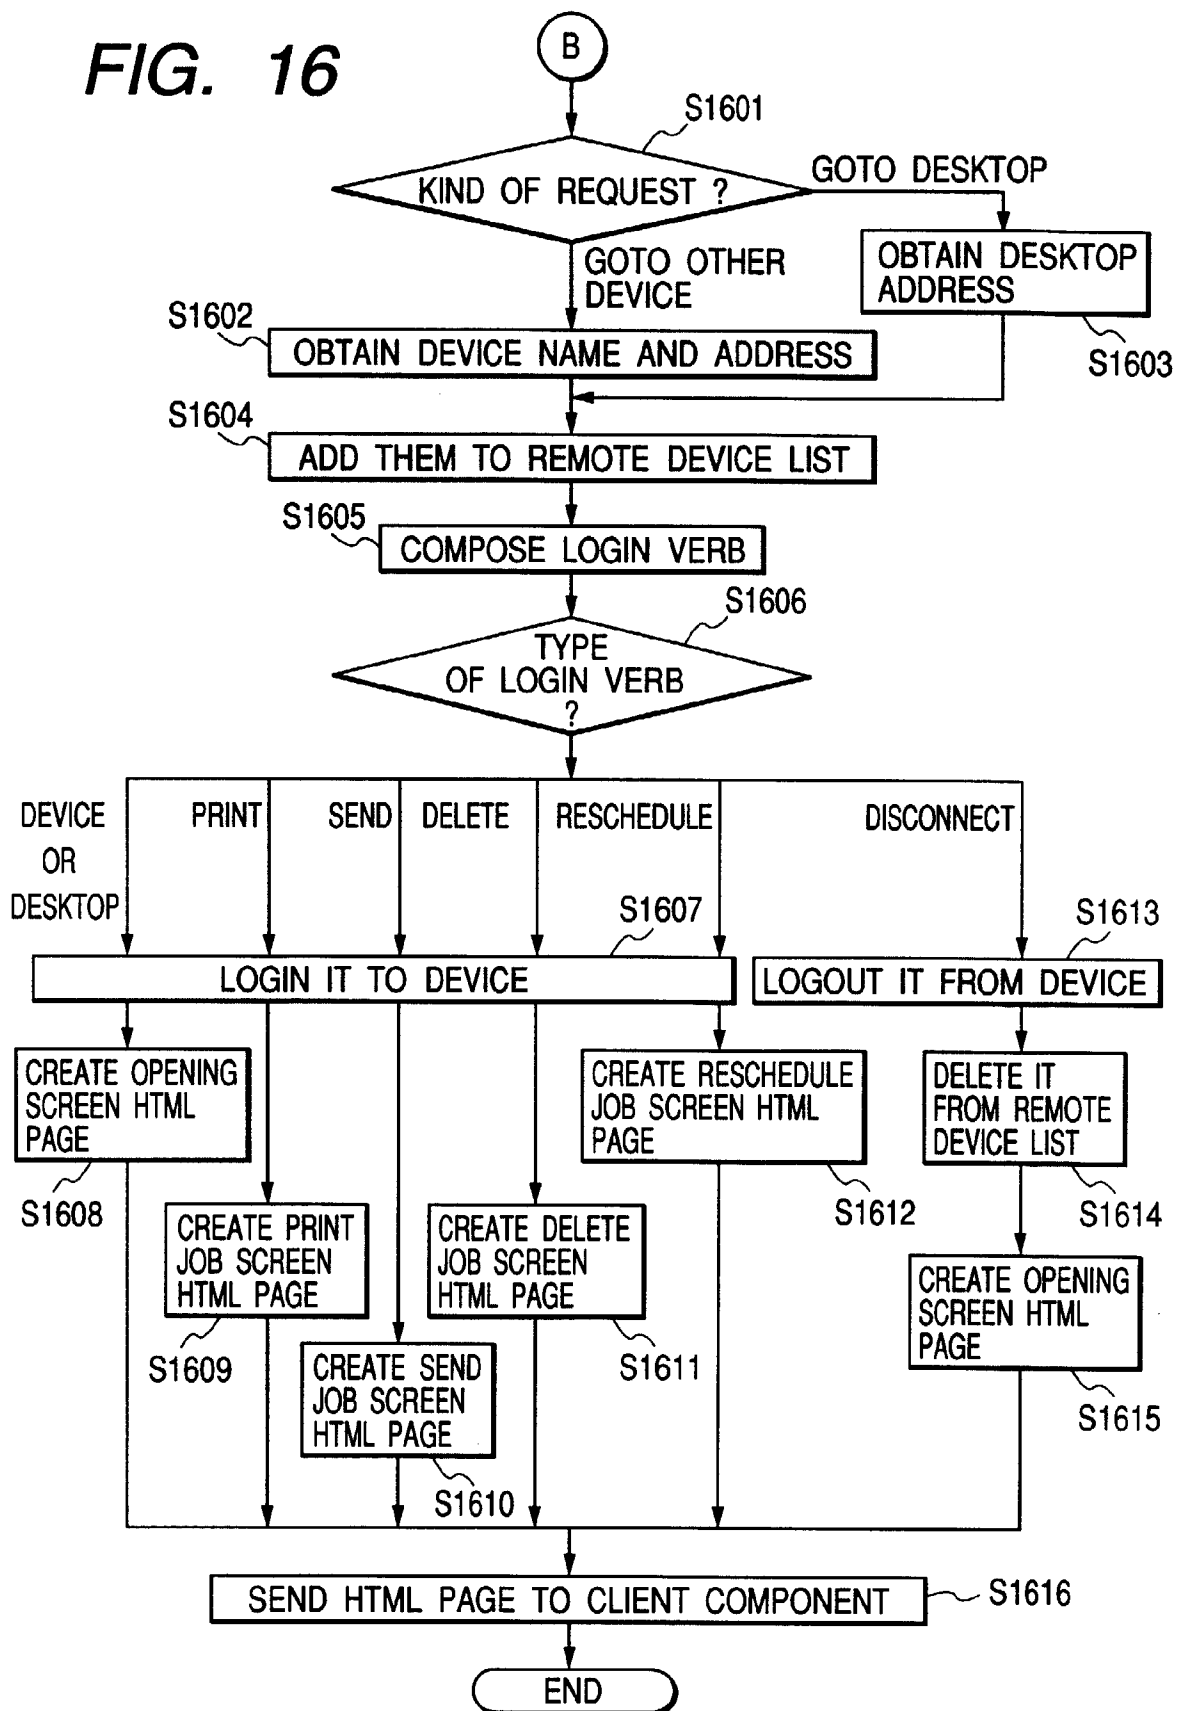 FIG. 16
B
S1601
KIND OF REQUEST ?
GOTO DESKTOP
OBTAIN DESKTOP
ADDRESS
S1603
GOTO OTHER
DEVICE
S1602
OBTAIN DEVICE NAME AND ADDRESS
S1604
ADD THEM TO REMOTE DEVICE LIST
S1605
COMPOSE LOGIN VERB
S1606
TYPE
OF LOGIN VERB
?
DEVICE
OR
DESKTOP
PRINT
SEND
DELETE
RESCHEDULE
DISCONNECT
S1607
LOGIN IT TO DEVICE
S1613
LOGOUT IT FROM DEVICE
CREATE OPENING
SCREEN HTML
PAGE
S1608
CREATE PRINT
JOB SCREEN
HTML PAGE
S1609
CREATE SEND
JOB SCREEN
HTML PAGE
S1610
CREATE DELETE
JOB SCREEN
HTML PAGE
S1611
CREATE RESCHEDULE
JOB SCREEN HTML
PAGE
S1612
DELETE IT
FROM REMOTE
DEVICE LIST
S1614
CREATE OPENING
SCREEN HTML
PAGE
S1615
SEND HTML PAGE TO CLIENT COMPONENT
S1616
END